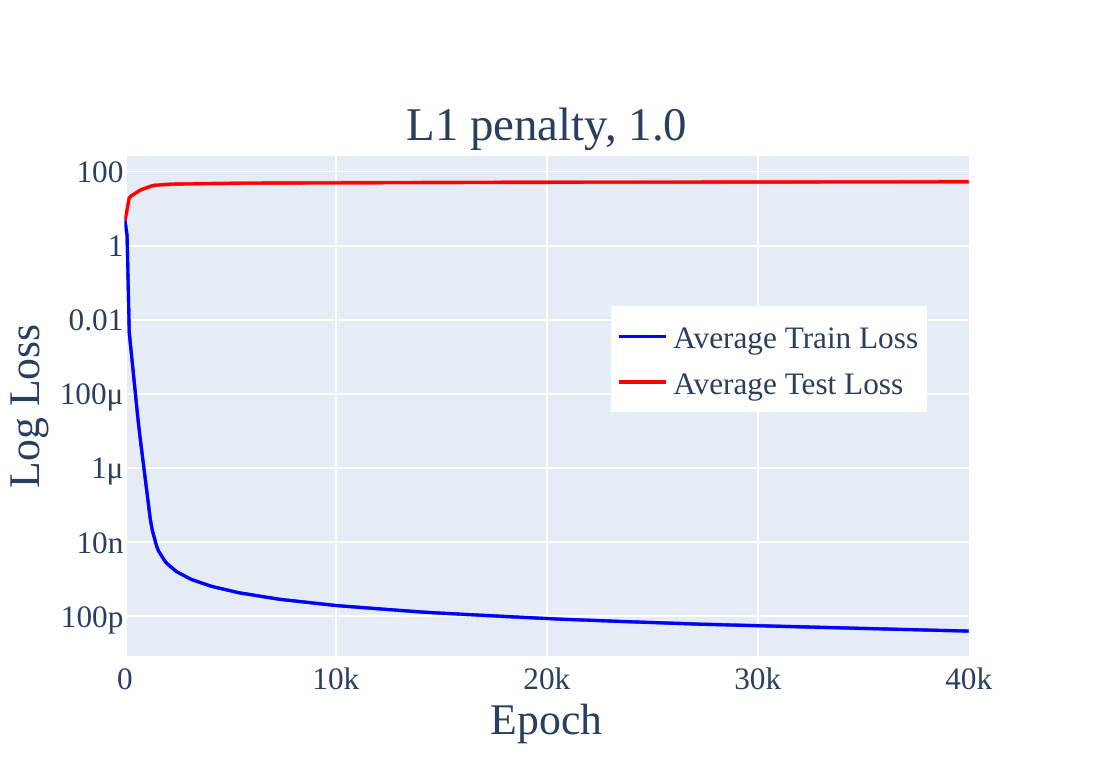 L1 penalty, 1.0
100
1
0.01
100μ
1μ
10n
100p
Log Loss
Average Train Loss
Average Test Loss
0
10k
20k
30k
40k
Epoch